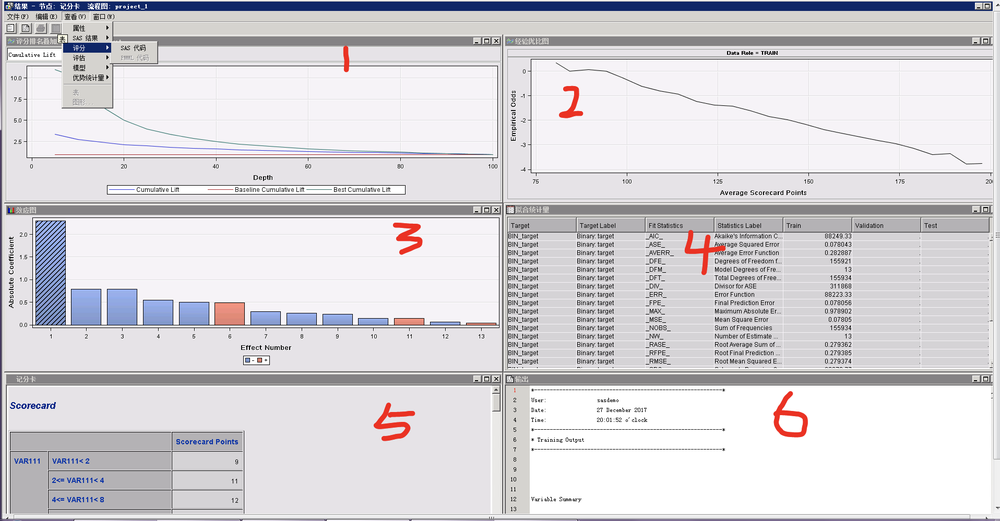 结果 - 节点: 记分卡 流程图: project_1
文件(F) 编辑(E) 查看(V) 窗口(W)
属性
SAS 结果
评分
评估
模型
优势统计量
表
图形
SAS 代码
PMML 代码
Cumulative Lift
1
10.0
7.5
5.0
2.5
0 20 40 60 80 100
Depth
Cumulative Lift Baseline Cumulative Lift Best Cumulative Lift
经验优比图
Data Role = TRAIN
2
Empirical Odds
0
-1
-2
-3
-4
75 100 125 150 175 200
Average Scorecard Points
效应图
3
Absolute Coefficient
2.0
1.5
1.0
0.5
0.0
1 2 3 4 5 6 7 8 9 10 11 12 13
Effect Number
- +
拟合统计量
4
Target Target Label Fit Statistics Statistics Label Train Validation Test
BIN_target Binary: target _AIC_ Akaike's Information C... 88249.33
BIN_target Binary: target _ASE_ Average Squared Error 0.078043
BIN_target Binary: target _AVERR_ Average Error Function 0.282887
BIN_target Binary: target _DFE_ Degrees of Freedom f... 155921
BIN_target Binary: target _DFM_ Model Degrees of Fre... 13
BIN_target Binary: target _DFT_ Total Degrees of Free... 155934
BIN_target Binary: target _DIV_ Divisor for ASE 311868
BIN_target Binary: target _ERR_ Error Function 88223.33
BIN_target Binary: target _FPE_ Final Prediction Error 0.078056
BIN_target Binary: target _MAX_ Maximum Absolute Er... 0.978902
BIN_target Binary: target _MSE_ Mean Square Error 0.07805
BIN_target Binary: target _NOBS_ Sum of Frequencies 155934
BIN_target Binary: target _NW_ Number of Estimate ... 13
BIN_target Binary: target _RASE_ Root Average Sum of ... 0.279362
BIN_target Binary: target _RFPE_ Root Final Prediction ... 0.279385
BIN_target Binary: target _RMSE_ Root Mean Squared E... 0.279374
记分卡
5
Scorecard
Scorecard Points
VAR111 VAR111< 2 9
2<= VAR111< 4 11
4<= VAR111< 8 12
输出
6
1 *------------------------------------------------------------*
2 User: sasdemo
3 Date: 27 December 2017
4 Time: 20:01:52 o'clock
5 *------------------------------------------------------------*
6 * Training Output
7 *------------------------------------------------------------*
8
9
10
11
12 Variable Summary
13